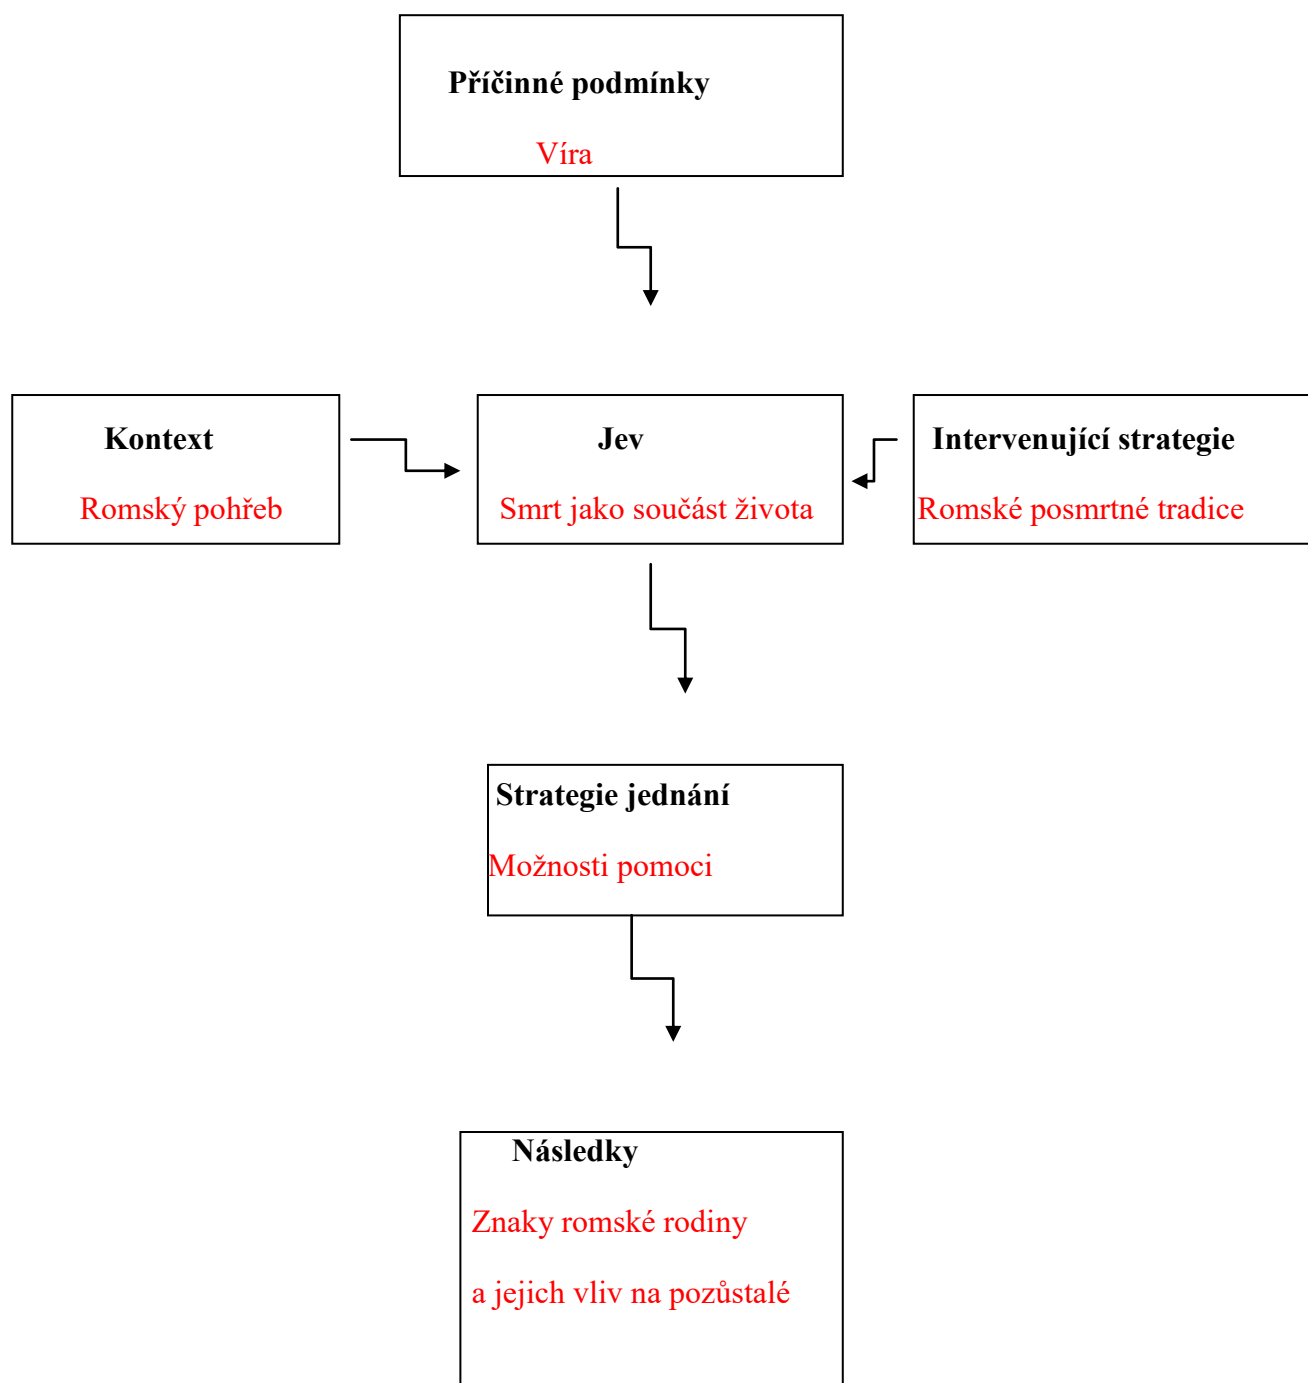 Příčinné podmínky
Víra
Kontext
Romský pohřeb
Jev
Smrt jako součást života
Intervenující strategie
Romské posmrtné tradice
Strategie jednání
Možnosti pomoci
Následky
Znaky romské rodiny
a jejich vliv na pozůstalé